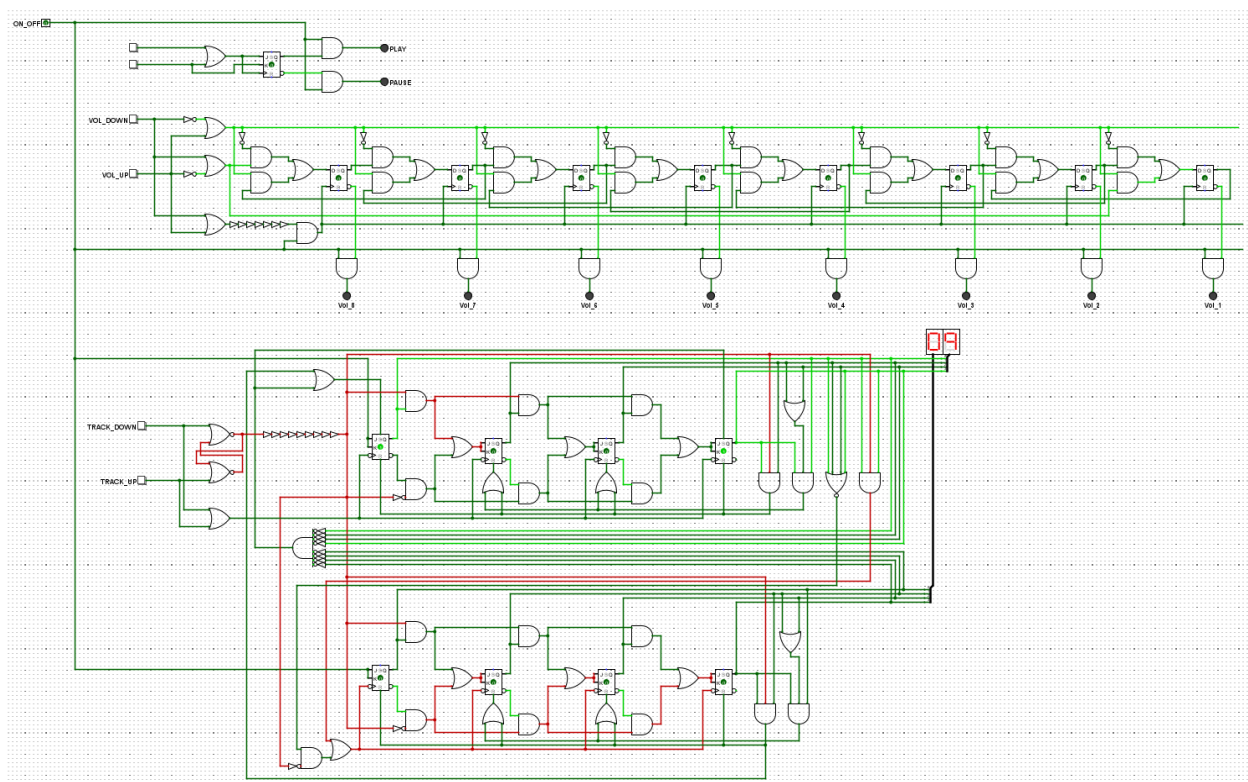 ON_OFF
PLAY
PAUSE
VOL_DOWN
VOL_UP
Vol_8 Vol_7 Vol_6 Vol_5 Vol_4 Vol_3 Vol_2 Vol_1
09
TRACK_DOWN
TRACK_UP